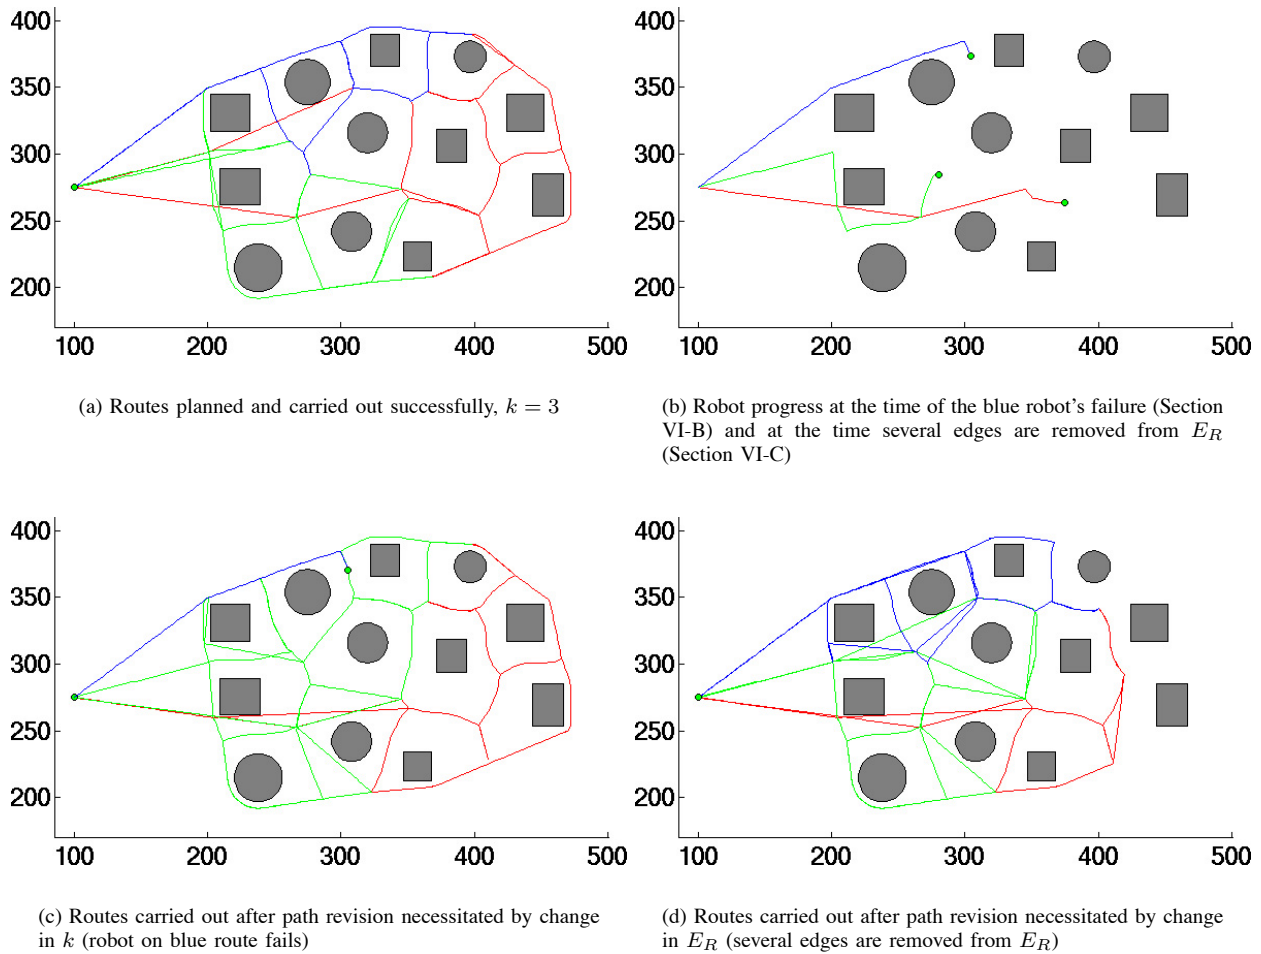 400
350
300
250
200
100 200 300 400 500
(a) Routes planned and carried out successfully, k = 3
400
350
300
250
200
100 200 300 400 500
(b) Robot progress at the time of the blue robot's failure (Section
VI-B) and at the time several edges are removed from E_R
(Section VI-C)
400
350
300
250
200
100 200 300 400 500
(c) Routes carried out after path revision necessitated by change
in k (robot on blue route fails)
400
350
300
250
200
100 200 300 400 500
(d) Routes carried out after path revision necessitated by change
in E_R (several edges are removed from E_R)